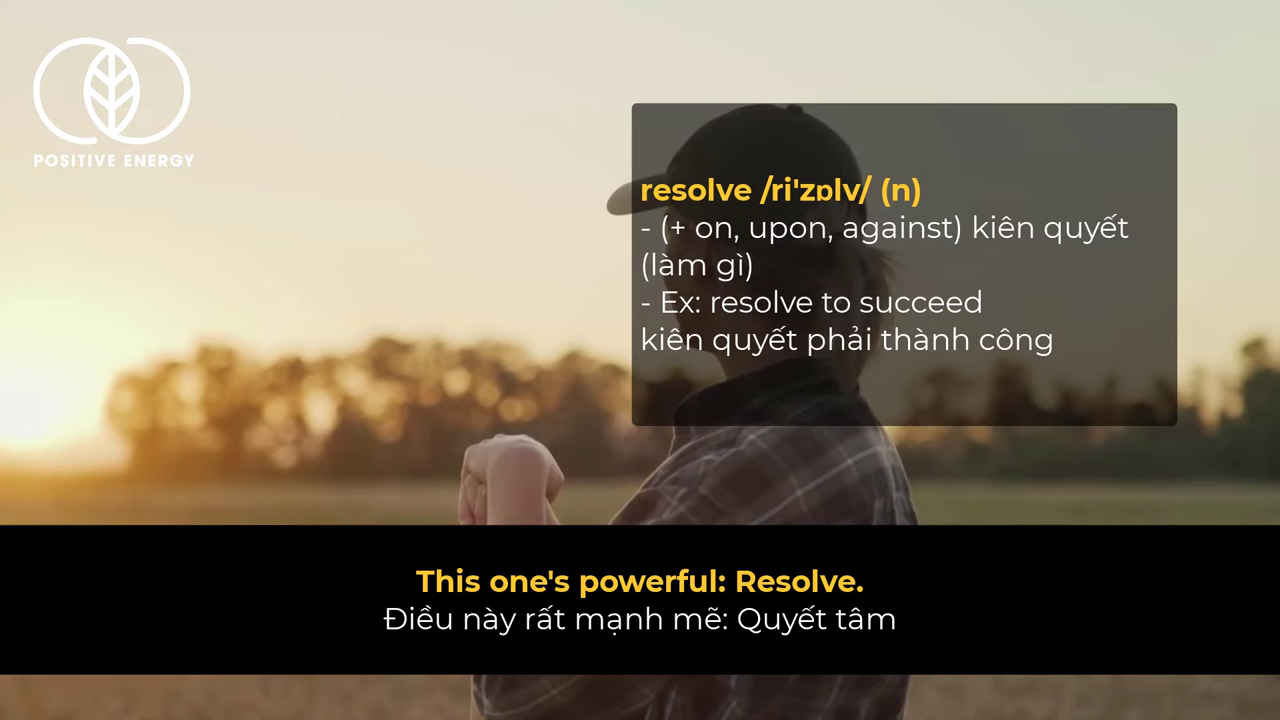 POSITIVE ENERGY
resolve /ri'zɒlv/ (n)
- (+ on, upon, against) kiên quyết
(làm gì)
- Ex: resolve to succeed
kiên quyết phải thành công
This one's powerful: Resolve.
Điều này rất mạnh mẽ: Quyết tâm